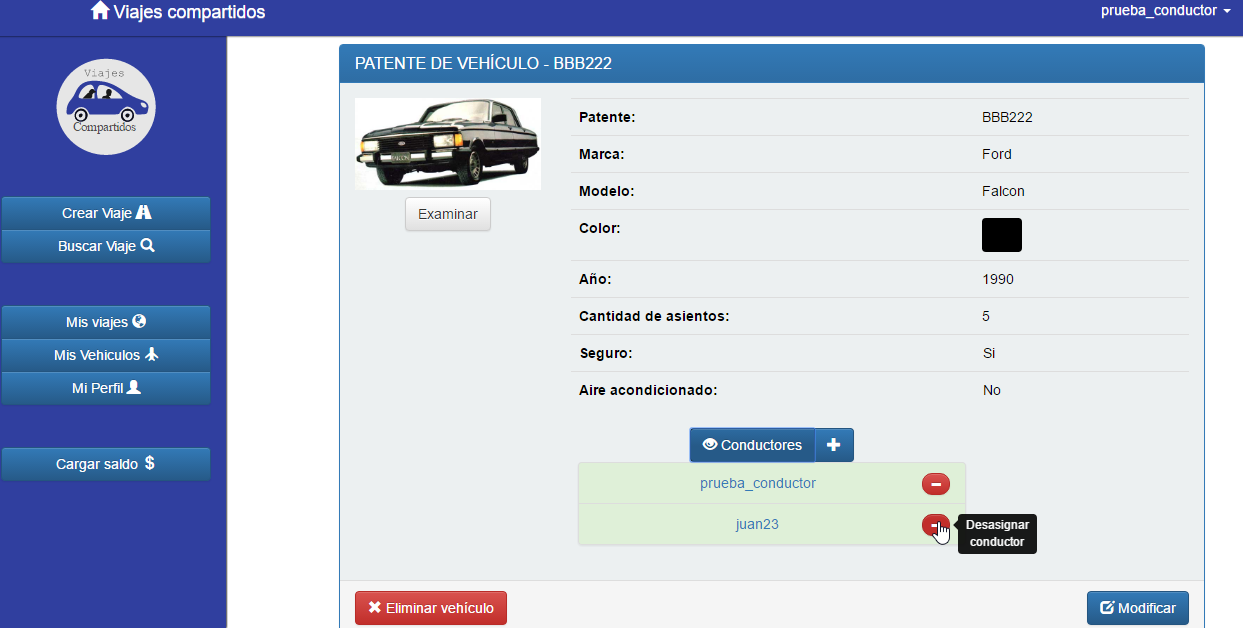 Viajes compartidos
prueba_conductor
Viajes
Compartidos
Crear Viaje
Buscar Viaje
Mis viajes
Mis Vehiculos
Mi Perfil
Cargar saldo $
PATENTE DE VEHÍCULO - BBB222
Examinar
Patente: BBB222
Marca: Ford
Modelo: Falcon
Color:
Año: 1990
Cantidad de asientos: 5
Seguro: Si
Aire acondicionado: No
Conductores
prueba_conductor
juan23
Desasignar
conductor
Eliminar vehículo
Modificar